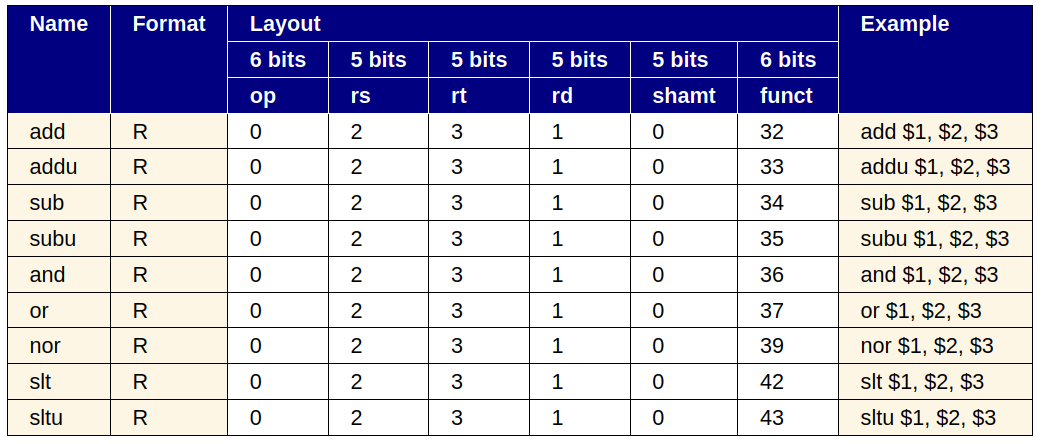 Name Format Layout Example
6 bits 5 bits 5 bits 5 bits 5 bits 6 bits
op rs rt rd shamt funct
add R 0 2 3 1 0 32 add $1, $2, $3
addu R 0 2 3 1 0 33 addu $1, $2, $3
sub R 0 2 3 1 0 34 sub $1, $2, $3
subu R 0 2 3 1 0 35 subu $1, $2, $3
and R 0 2 3 1 0 36 and $1, $2, $3
or R 0 2 3 1 0 37 or $1, $2, $3
nor R 0 2 3 1 0 39 nor $1, $2, $3
slt R 0 2 3 1 0 42 slt $1, $2, $3
sltu R 0 2 3 1 0 43 sltu $1, $2, $3